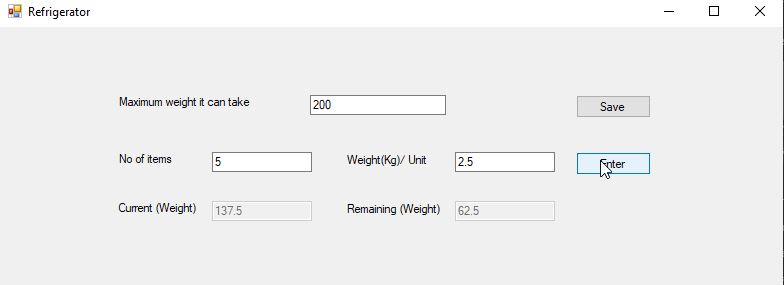 Refrigerator
Maximum weight it can take 200 Save
No of items 5 Weight(Kg)/ Unit 2.5 Enter
Current (Weight) 137.5 Remaining (Weight) 62.5